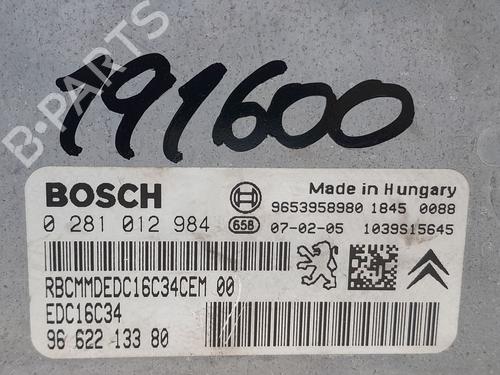 191600
B-PARTS
BOSCH
Made in Hungary
9653958980 1845 0088
0 281 012 984
658
07-02-05 1039S15645
RBCMMDEDC16C34CEM 00
EDC16C34
96 622 133 80